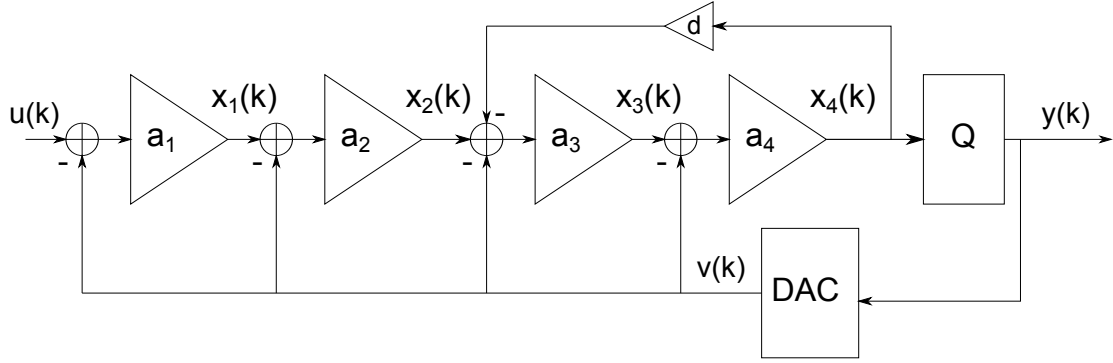 d
u(k)
x₁(k)
x₂(k)
x₃(k)
x₄(k)
y(k)
a₁
a₂
a₃
a₄
Q
-
-
-
-
-
v(k)
DAC